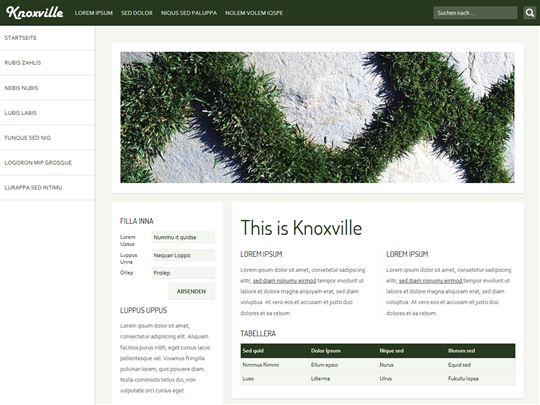 Knoxville
LOREM IPSUM SED DOLOR NIQUS SED PALUPPA NOLEM VOLEM IQSPE
Suchen nach ...
STARTSEITE
RUBIS ZAHLIS
NEBIS NUBIS
LUBIS LABIS
FUNQUE SED NIQ
LOGORON MIP GROSQUE
LURAPPA SED INTIMU
FILLA INNA
Lorem Upsus
Nummu it quidse
Luppus Unna
Nequan Loppo
Orlep
Prolep
ABSENDEN
LUPPUS UPPUS
Lorem ipsum dolor sit amet,
consectetur adipiscing elit. Aliquam
facilisis purus nibh, eget cursus lacus
pellentesque vel. Vivamus fringilla
pulvinar lorem, quis posuere diam.
Nulla commodo tellus dui, non
vulputate orci cursus eget.
This is Knoxville
LOREM IPSUM
Lorem ipsum dolor sit amet, consetetur sadipscing
elitr, sed diam nonumy eirmod tempor invidunt ut
labore et dolore magna aliquyam erat, sed diam
voluptua. At vero eos et accusam et justo duo
dolores et ea rebum.
LOREM IPSUM
Lorem ipsum dolor sit amet, consetetur sadipscing
elitr, sed diam nonumy eirmod tempor invidunt ut
labore et dolore magna aliquyam erat, sed diam
voluptua. At vero eos et accusam et justo duo
dolores et ea rebum.
TABELLERA
Sed quid Dolor Ipsum Nique sed Illorum sed
Nimmus Nimmi Ellum epsio Nurus Equid sed
Luso Lillerma Ulrus Fukullu lopsa